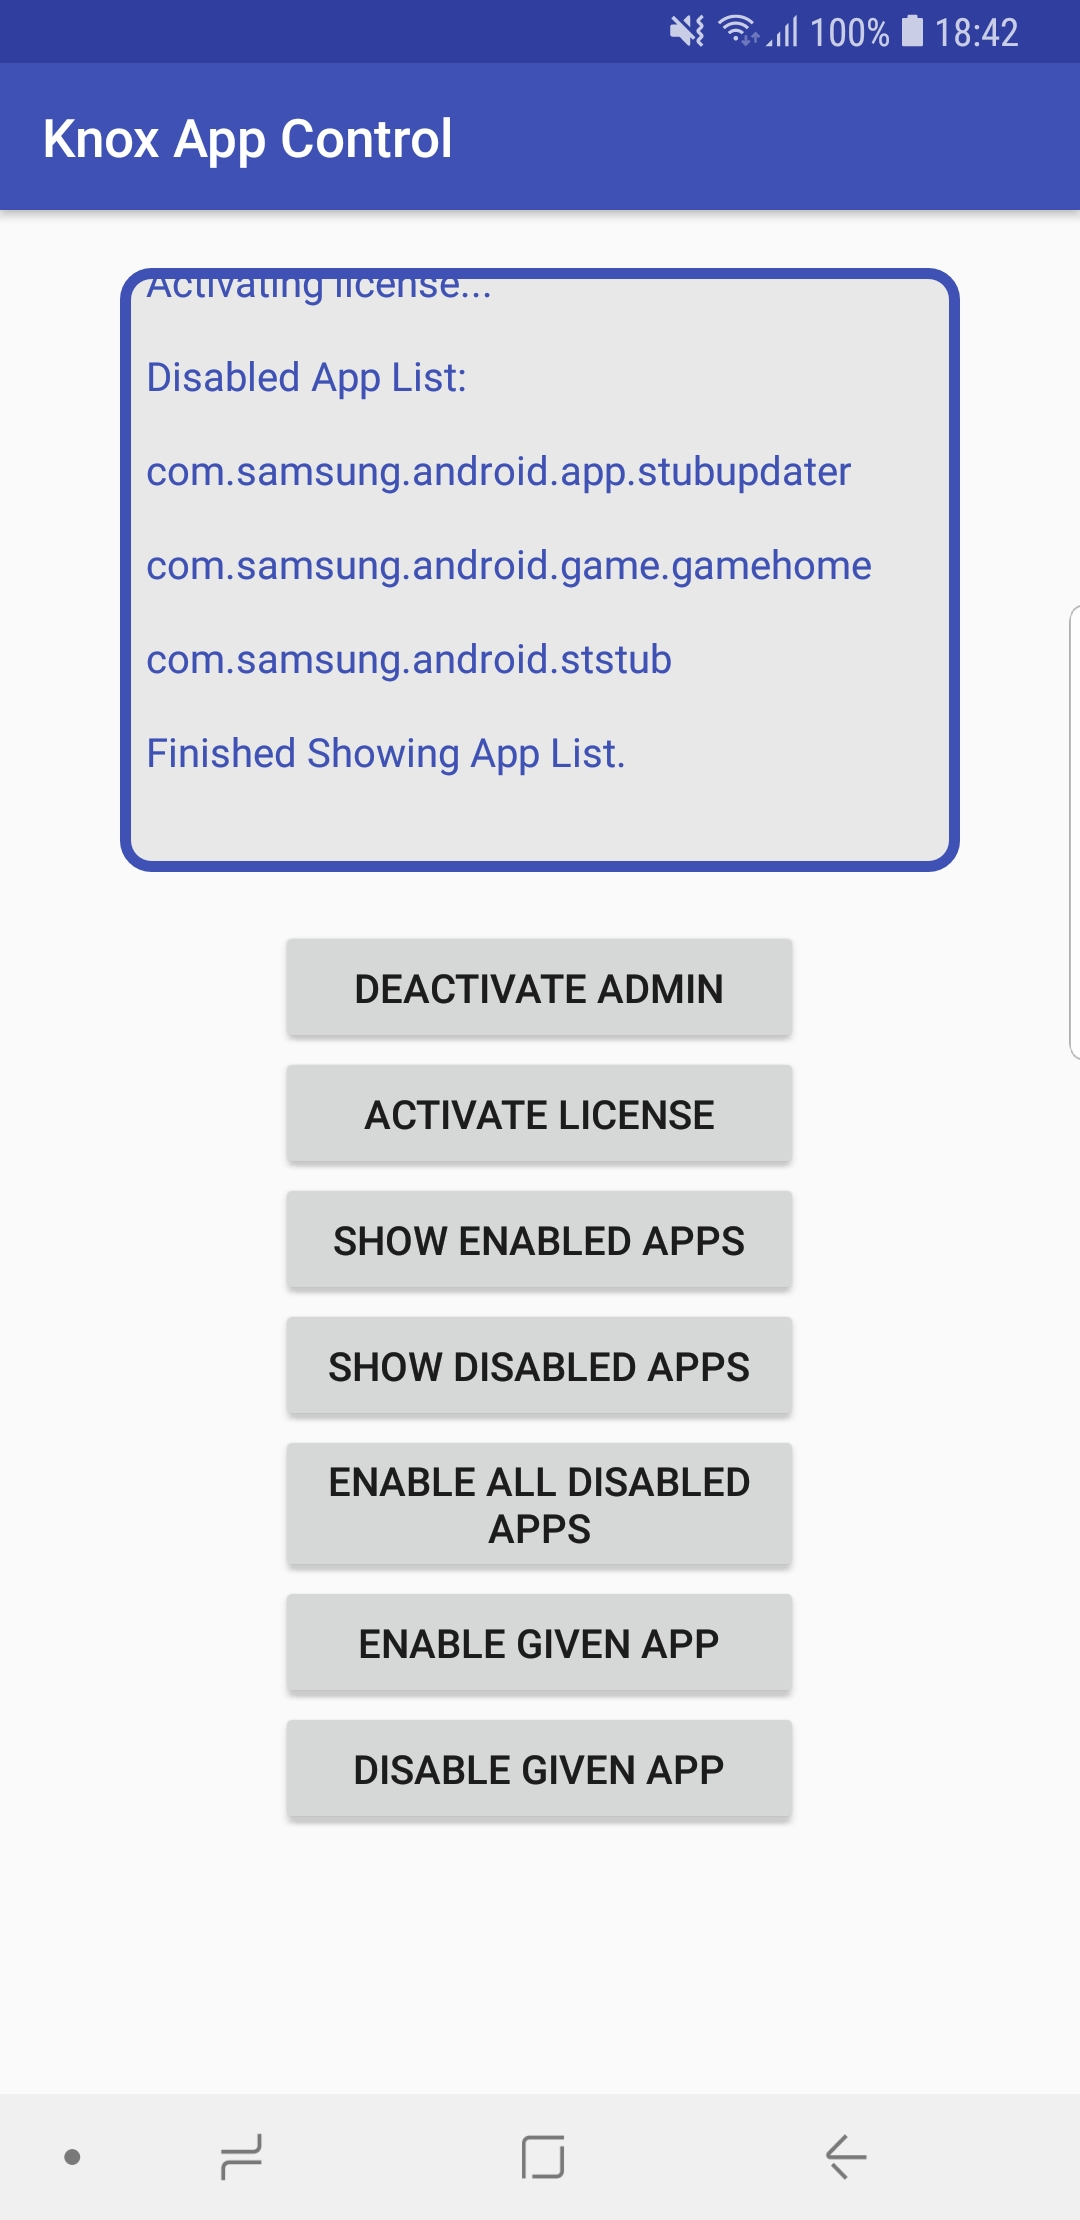 100% 18:42
Knox App Control
Activating license...
Disabled App List:
com.samsung.android.app.stubupdater
com.samsung.android.game.gamehome
com.samsung.android.ststub
Finished Showing App List.
DEACTIVATE ADMIN
ACTIVATE LICENSE
SHOW ENABLED APPS
SHOW DISABLED APPS
ENABLE ALL DISABLED
APPS
ENABLE GIVEN APP
DISABLE GIVEN APP